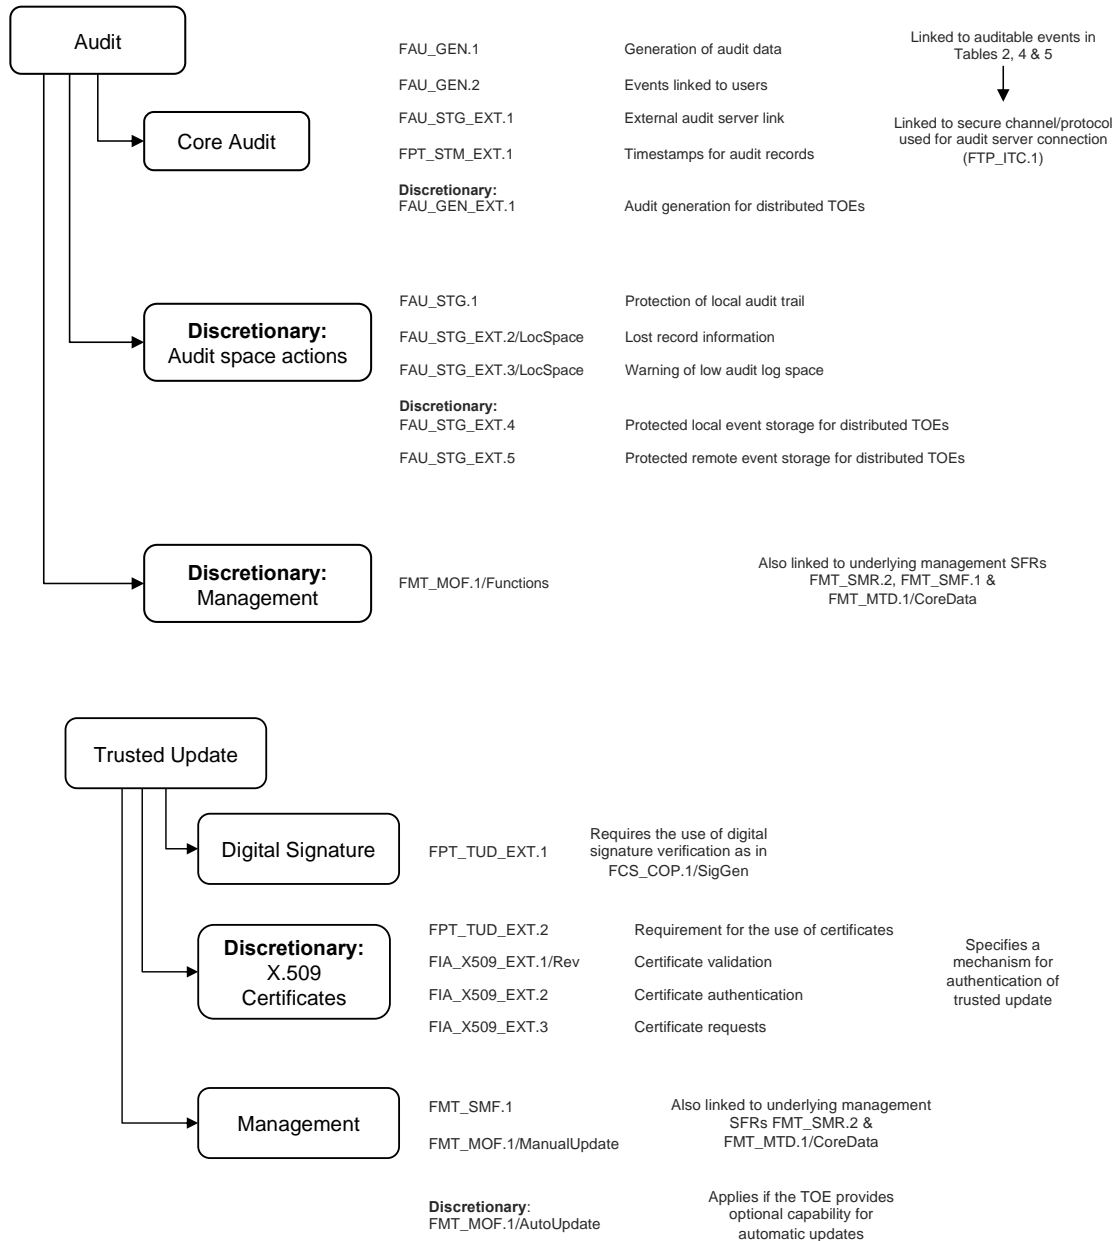 Audit
Core Audit
FAU_GEN.1 Generation of audit data
FAU_GEN.2 Events linked to users
FAU_STG_EXT.1 External audit server link
FPT_STM_EXT.1 Timestamps for audit records
Discretionary:
FAU_GEN_EXT.1 Audit generation for distributed TOEs
Linked to auditable events in
Tables 2, 4 & 5
Linked to secure channel/protocol
used for audit server connection
(FTP_ITC.1)
Discretionary:
Audit space actions
FAU_STG.1 Protection of local audit trail
FAU_STG_EXT.2/LocSpace Lost record information
FAU_STG_EXT.3/LocSpace Warning of low audit log space
Discretionary:
FAU_STG_EXT.4 Protected local event storage for distributed TOEs
FAU_STG_EXT.5 Protected remote event storage for distributed TOEs
Discretionary:
Management
FMT_MOF.1/Functions
Also linked to underlying management SFRs
FMT_SMR.2, FMT_SMF.1 &
FMT_MTD.1/CoreData
Trusted Update
Digital Signature
FPT_TUD_EXT.1
Requires the use of digital
signature verification as in
FCS_COP.1/SigGen
Discretionary:
X.509
Certificates
FPT_TUD_EXT.2 Requirement for the use of certificates
FIA_X509_EXT.1/Rev Certificate validation
FIA_X509_EXT.2 Certificate authentication
FIA_X509_EXT.3 Certificate requests
Specifies a
mechanism for
authentication of
trusted update
Management
FMT_SMF.1
FMT_MOF.1/ManualUpdate
Also linked to underlying management
SFRs FMT_SMR.2 &
FMT_MTD.1/CoreData
Discretionary:
FMT_MOF.1/AutoUpdate
Applies if the TOE provides
optional capability for
automatic updates